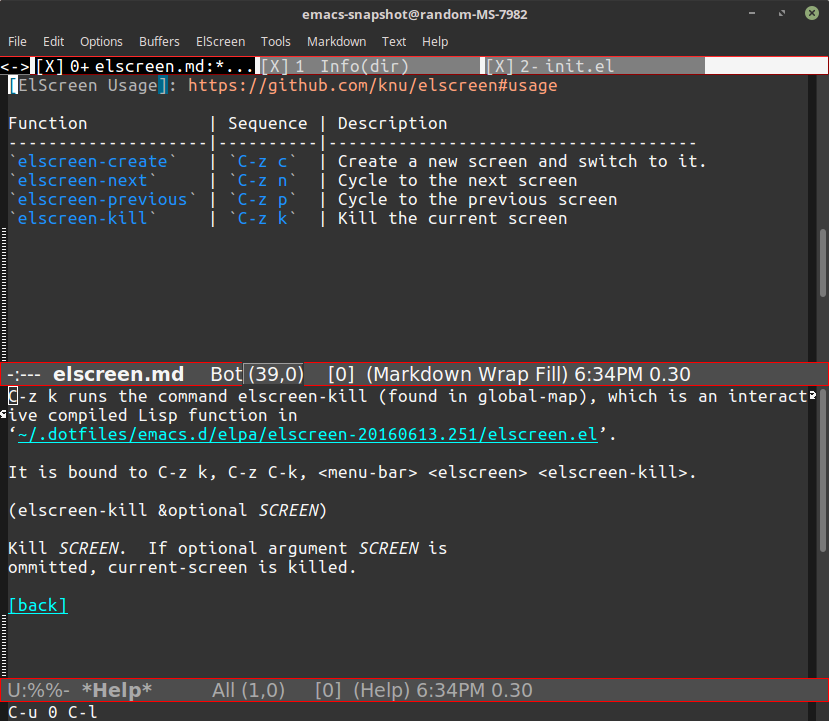 emacs-snapshot@random-MS-7982
File Edit Options Buffers ElScreen Tools Markdown Text Help
<->[X] 0+ elscreen.md:*... [X] 1  Info(dir) [X] 2- init.el
[ElScreen Usage]: https://github.com/knu/elscreen#usage
Function            | Sequence | Description
--------------------|----------|-------------------------------------
`elscreen-create`   | `C-z c`  | Create a new screen and switch to it.
`elscreen-next`     | `C-z n`  | Cycle to the next screen
`elscreen-previous` | `C-z p`  | Cycle to the previous screen
`elscreen-kill`     | `C-z k`  | Kill the current screen
-:--- elscreen.md Bot (39,0) [0] (Markdown Wrap Fill) 6:34PM 0.30
C-z k runs the command elscreen-kill (found in global-map), which is an interact
ive compiled Lisp function in
‘~/.dotfiles/emacs.d/elpa/elscreen-20160613.251/elscreen.el’.
It is bound to C-z k, C-z C-k, <menu-bar> <elscreen> <elscreen-kill>.
(elscreen-kill &optional SCREEN)
Kill SCREEN.  If optional argument SCREEN is
ommitted, current-screen is killed.
[back]
U:%%- *Help* All (1,0) [0] (Help) 6:34PM 0.30
C-u 0 C-l